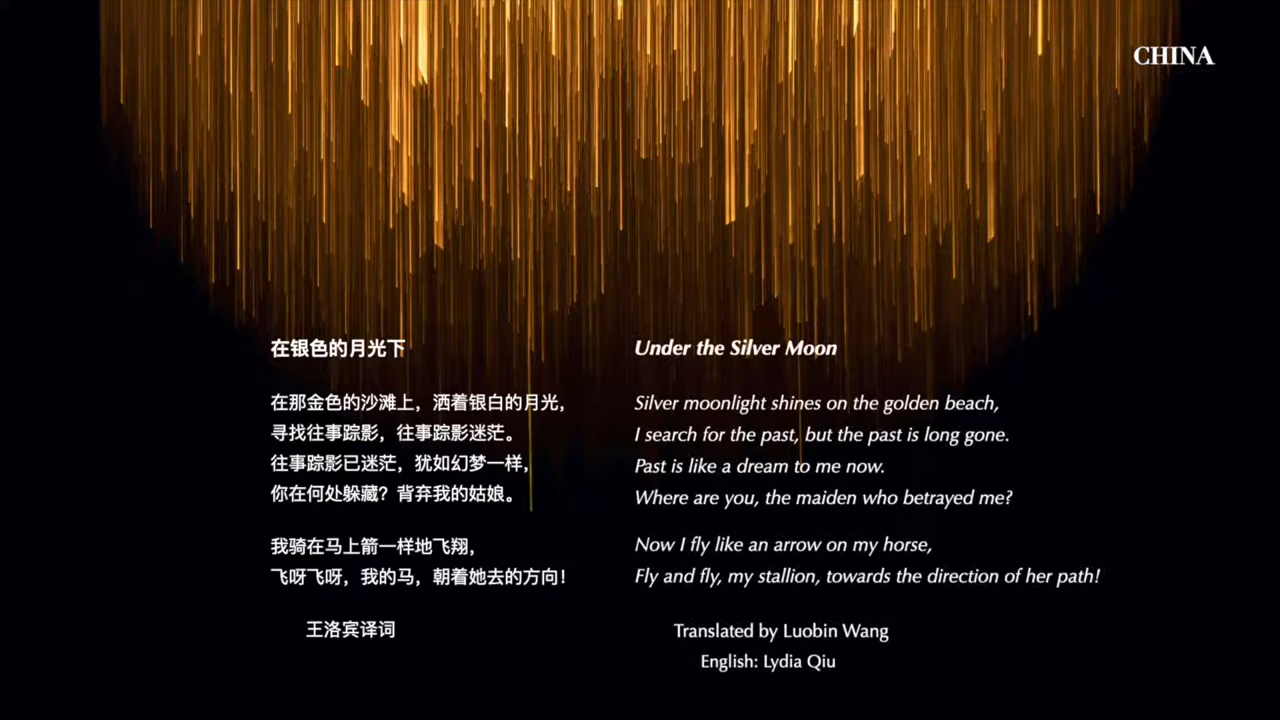 CHINA
在银色的月光下
在那金色的沙滩上，洒着银白的月光，
寻找往事踪影，往事踪影迷茫。
往事踪影已迷茫，犹如幻梦一样，
你在何处躲藏？背弃我的姑娘。
我骑在马上箭一样地飞翔，
飞呀飞呀，我的马，朝着她去的方向！
王洛宾译词
Under the Silver Moon
Silver moonlight shines on the golden beach,
I search for the past, but the past is long gone.
Past is like a dream to me now.
Where are you, the maiden who betrayed me?
Now I fly like an arrow on my horse,
Fly and fly, my stallion, towards the direction of her path!
Translated by Luobin Wang
English: Lydia Qiu